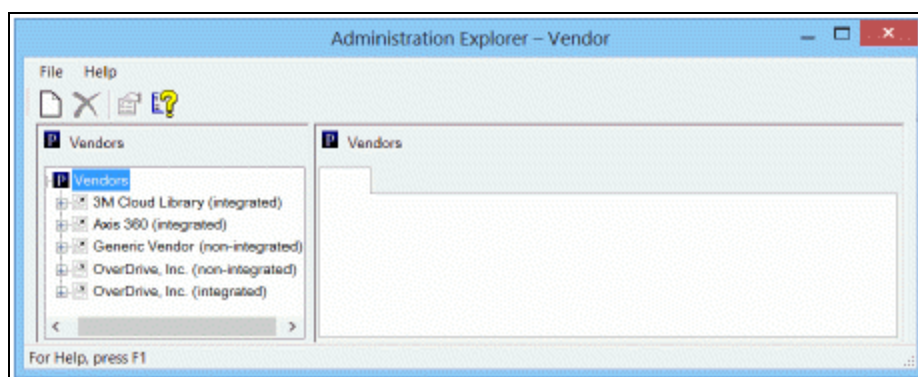 Administration Explorer – Vendor
File Help
P Vendors
P Vendors
3M Cloud Library (integrated)
Axis 360 (integrated)
Generic Vendor (non-integrated)
OverDrive, Inc. (non-integrated)
OverDrive, Inc. (integrated)
P Vendors
For Help, press F1